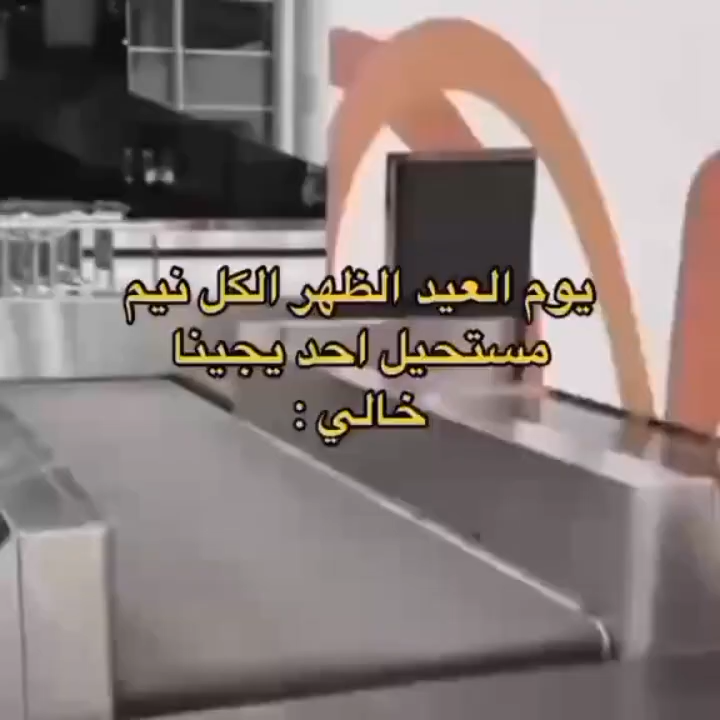 يوم العيد الظهر الكل نيم
مستحيل احد يجينا
خالي :